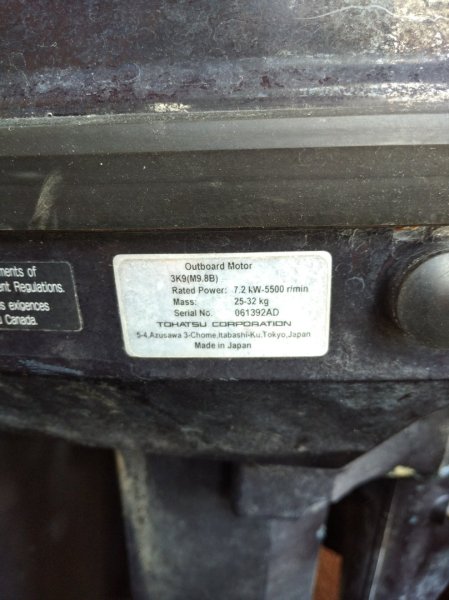 ments of
ent Regulations.
s exigences
u Canada.
Outboard Motor
3K9(M9.8B)
Rated Power: 7.2 kW-5500 r/min
Mass: 25-32 kg
Serial No. 061392AD
TOHATSU CORPORATION
5-4,Azusawa 3-Chome,Itabashi-Ku,Tokyo,Japan
Made in Japan